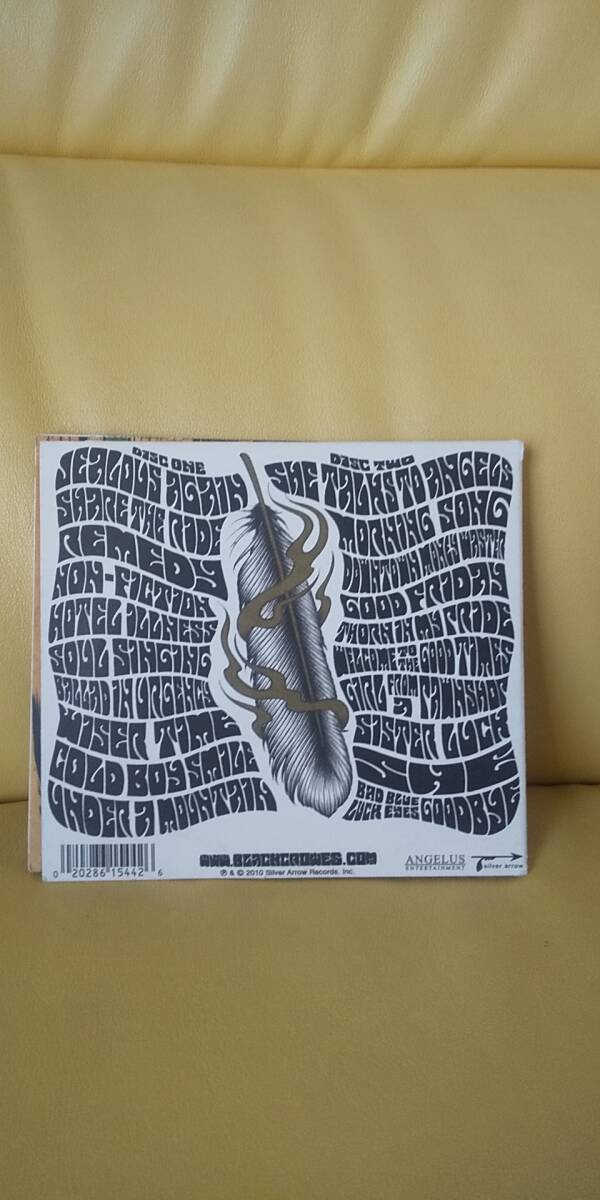 DISC ONE
JEALOUS AGAIN
SHARE THE RIDE
REMEDY
NON-FICTION
HOTEL ILLNESS
SOUL SINGING
BALLAD IN URGENCY
WISER TIME
COLD BOY SMILE
UNDER A MOUNTAIN
DISC TWO
SHE TALKS TO ANGELS
MORNING SONG
DOWNTOWN MONEY WASTER
GOOD FRIDAY
THORN IN MY PRIDE
WELCOME TO THE GOOD TIMES
GIRL FROM A PAWNSHOP
SISTER LUCK
SHE
BAD LUCK BLUE EYES GOODBYE
0 20286 15442 6
WWW.BLACKCROWES.COM
℗ & © 2010 Silver Arrow Records, Inc.
ANGELUS
ENTERTAINMENT
silver arrow